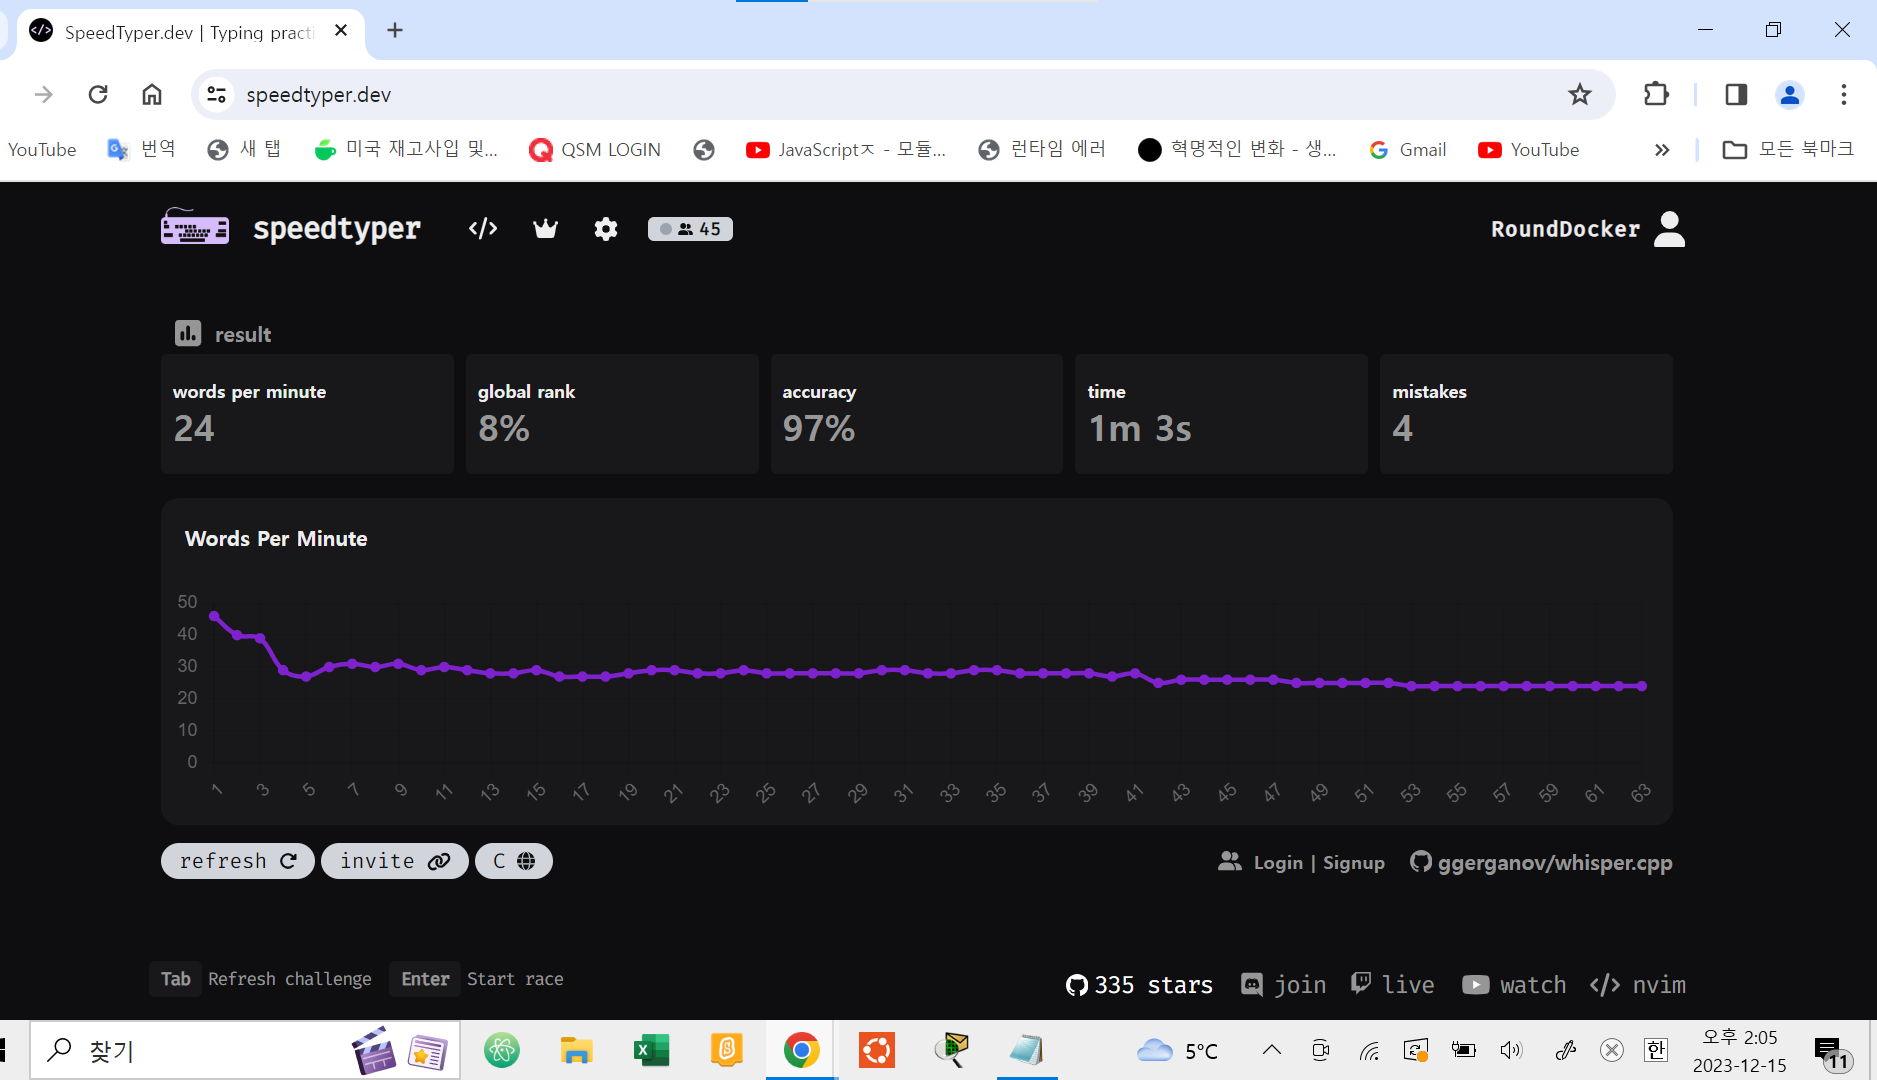 SpeedTyper.dev | Typing practi
speedtyper.dev
YouTube 번역 새 탭 미국 재고사입 및... QSM LOGIN JavaScriptㅈ - 모듈... 런타임 에러 혁명적인 변화 - 생... Gmail YouTube » 모든 북마크
speedtyper </> 45 RoundDocker
result
words per minute global rank accuracy time mistakes
24 8% 97% 1m 3s 4
Words Per Minute
50
40
30
20
10
0
1 3 5 7 9 11 13 15 17 19 21 23 25 27 29 31 33 35 37 39 41 43 45 47 49 51 53 55 57 59 61 63
refresh invite C Login | Signup ggerganov/whisper.cpp
Tab Refresh challenge Enter Start race
335 stars join live watch </> nvim
찾기 5°C 한 오후 2:05
2023-12-15 11